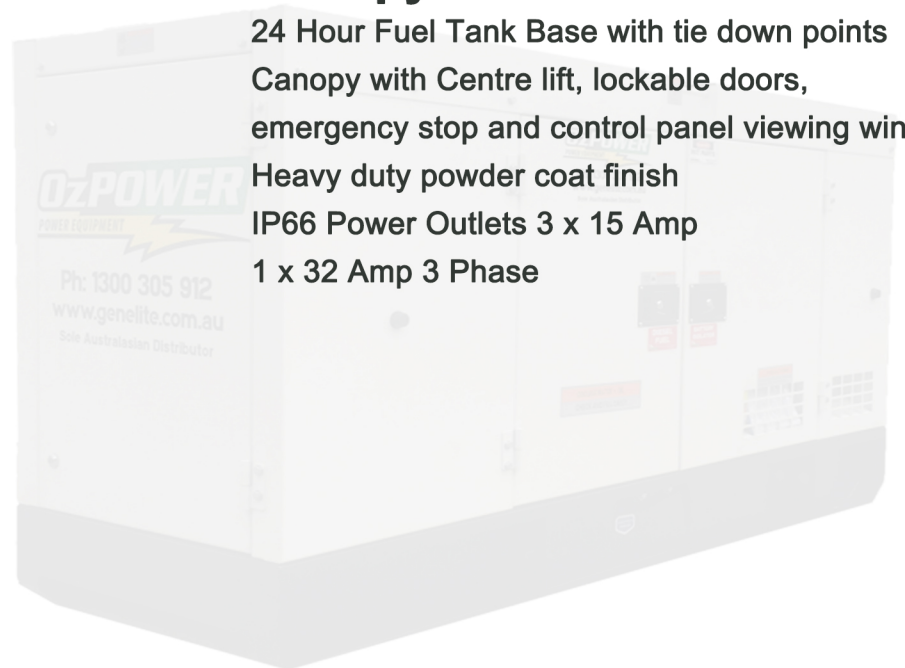 24 Hour Fuel Tank Base with tie down points
Canopy with Centre lift, lockable doors,
emergency stop and control panel viewing win
Heavy duty powder coat finish
IP66 Power Outlets 3 x 15 Amp
1 x 32 Amp 3 Phase
OzPOWER
POWER EQUIPMENT
Ph: 1300 305 912
www.genelite.com.au
Sole Australasian Distributor
OZPOWER